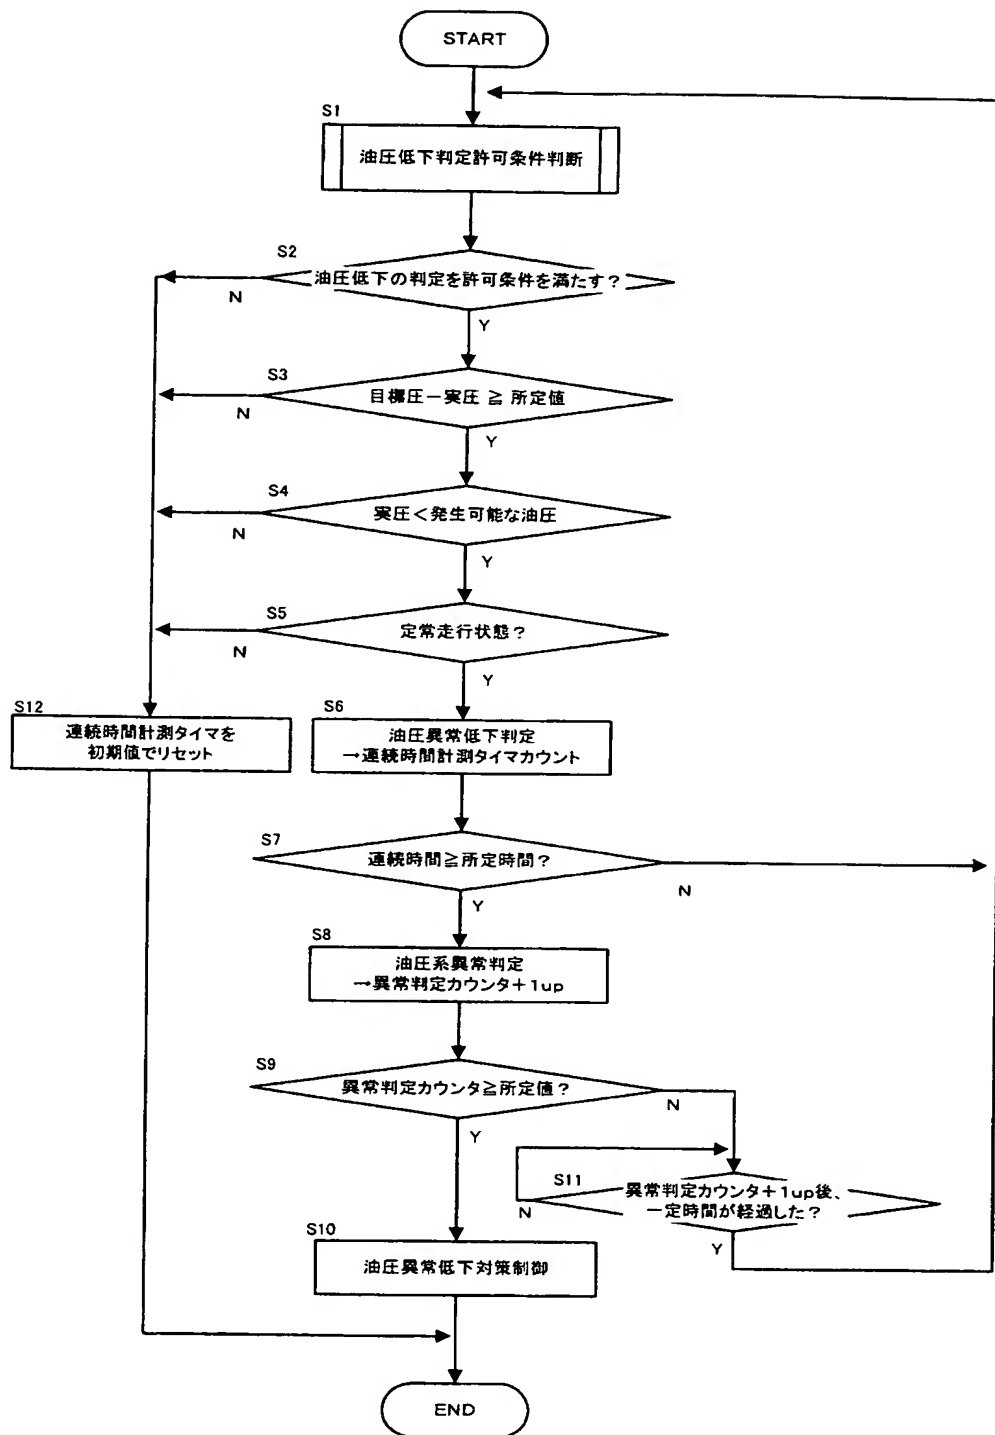 START
S1
油圧低下判定許可条件判断
S2
油圧低下の判定を許可条件を満たす?
N
Y
S3
目標圧－実圧 ≧ 所定値
N
Y
S4
実圧＜発生可能な油圧
N
Y
S5
定常走行状態?
N
Y
S12
連続時間計測タイマを
初期値でリセット
S6
油圧異常低下判定
→連続時間計測タイマカウント
S7
連続時間≧所定時間?
N
Y
S8
油圧系異常判定
→異常判定カウンタ＋1up
S9
異常判定カウンタ≧所定値?
N
Y
S11
異常判定カウンタ＋1up後、
一定時間が経過した?
N
Y
S10
油圧異常低下対策制御
END